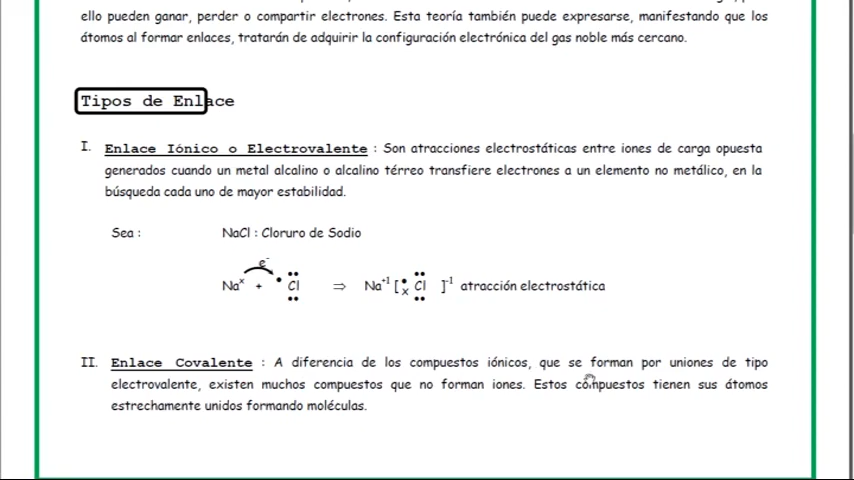 ello pueden ganar, perder o compartir electrones. Esta teoría también puede expresarse, manifestando que los
átomos al formar enlaces, tratarán de adquirir la configuración electrónica del gas noble más cercano.
Tipos de Enlace
I. Enlace Iónico o Electrovalente : Son atracciones electrostáticas entre iones de carga opuesta
generados cuando un metal alcalino o alcalino térreo transfiere electrones a un elemento no metálico, en la
búsqueda cada uno de mayor estabilidad.
Sea : NaCl : Cloruro de Sodio
e⁻
Naˣ + Cl ⇒ Na⁺¹ [ x Cl ]⁻¹ atracción electrostática
II. Enlace Covalente : A diferencia de los compuestos iónicos, que se forman por uniones de tipo
electrovalente, existen muchos compuestos que no forman iones. Estos compuestos tienen sus átomos
estrechamente unidos formando moléculas.